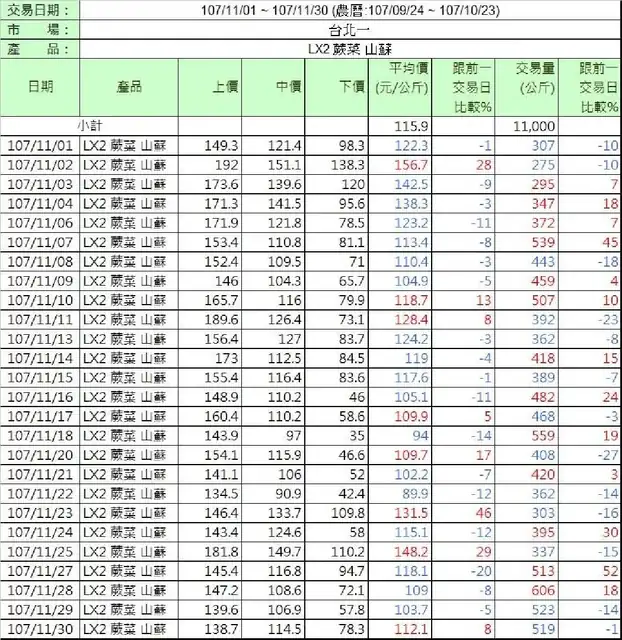 交易日期： 107/11/01 ~ 107/11/30 (農曆:107/09/24 ~ 107/10/23)
市 場： 台北一
產 品： LX2 蕨菜 山蘇
日期 產品 上價 中價 下價 平均價 (元/公斤) 跟前一 交易日 比較% 交易量 (公斤) 跟前一 交易日 比較%
小計 115.9 11,000
107/11/01 LX2 蕨菜 山蘇 149.3 121.4 98.3 122.3 -1 307 -10
107/11/02 LX2 蕨菜 山蘇 192 151.1 138.3 156.7 28 275 -10
107/11/03 LX2 蕨菜 山蘇 173.6 139.6 120 142.5 -9 295 7
107/11/04 LX2 蕨菜 山蘇 171.3 141.5 95.6 138.3 -3 347 18
107/11/06 LX2 蕨菜 山蘇 171.9 121.8 78.5 123.2 -11 372 7
107/11/07 LX2 蕨菜 山蘇 153.4 110.8 81.1 113.4 -8 539 45
107/11/08 LX2 蕨菜 山蘇 152.4 109.5 71 110.4 -3 443 -18
107/11/09 LX2 蕨菜 山蘇 146 104.3 65.7 104.9 -5 459 4
107/11/10 LX2 蕨菜 山蘇 165.7 116 79.9 118.7 13 507 10
107/11/11 LX2 蕨菜 山蘇 189.6 126.4 73.1 128.4 8 392 -23
107/11/13 LX2 蕨菜 山蘇 156.4 127 83.7 124.2 -3 362 -8
107/11/14 LX2 蕨菜 山蘇 173 112.5 84.5 119 -4 418 15
107/11/15 LX2 蕨菜 山蘇 155.4 116.4 83.6 117.6 -1 389 -7
107/11/16 LX2 蕨菜 山蘇 148.9 110.2 46 105.1 -11 482 24
107/11/17 LX2 蕨菜 山蘇 160.4 110.2 58.6 109.9 5 468 -3
107/11/18 LX2 蕨菜 山蘇 143.9 97 35 94 -14 559 19
107/11/20 LX2 蕨菜 山蘇 154.1 115.9 46.6 109.7 17 408 -27
107/11/21 LX2 蕨菜 山蘇 141.1 106 52 102.2 -7 420 3
107/11/22 LX2 蕨菜 山蘇 134.5 90.9 42.4 89.9 -12 362 -14
107/11/23 LX2 蕨菜 山蘇 146.4 133.7 109.8 131.5 46 303 -16
107/11/24 LX2 蕨菜 山蘇 143.4 124.6 58 115.1 -12 395 30
107/11/25 LX2 蕨菜 山蘇 181.8 149.7 110.2 148.2 29 337 -15
107/11/27 LX2 蕨菜 山蘇 145.4 116.8 94.7 118.1 -20 513 52
107/11/28 LX2 蕨菜 山蘇 147.2 108.6 72.1 109 -8 606 18
107/11/29 LX2 蕨菜 山蘇 139.6 106.9 57.8 103.7 -5 523 -14
107/11/30 LX2 蕨菜 山蘇 138.7 114.5 78.3 112.1 8 519 -1